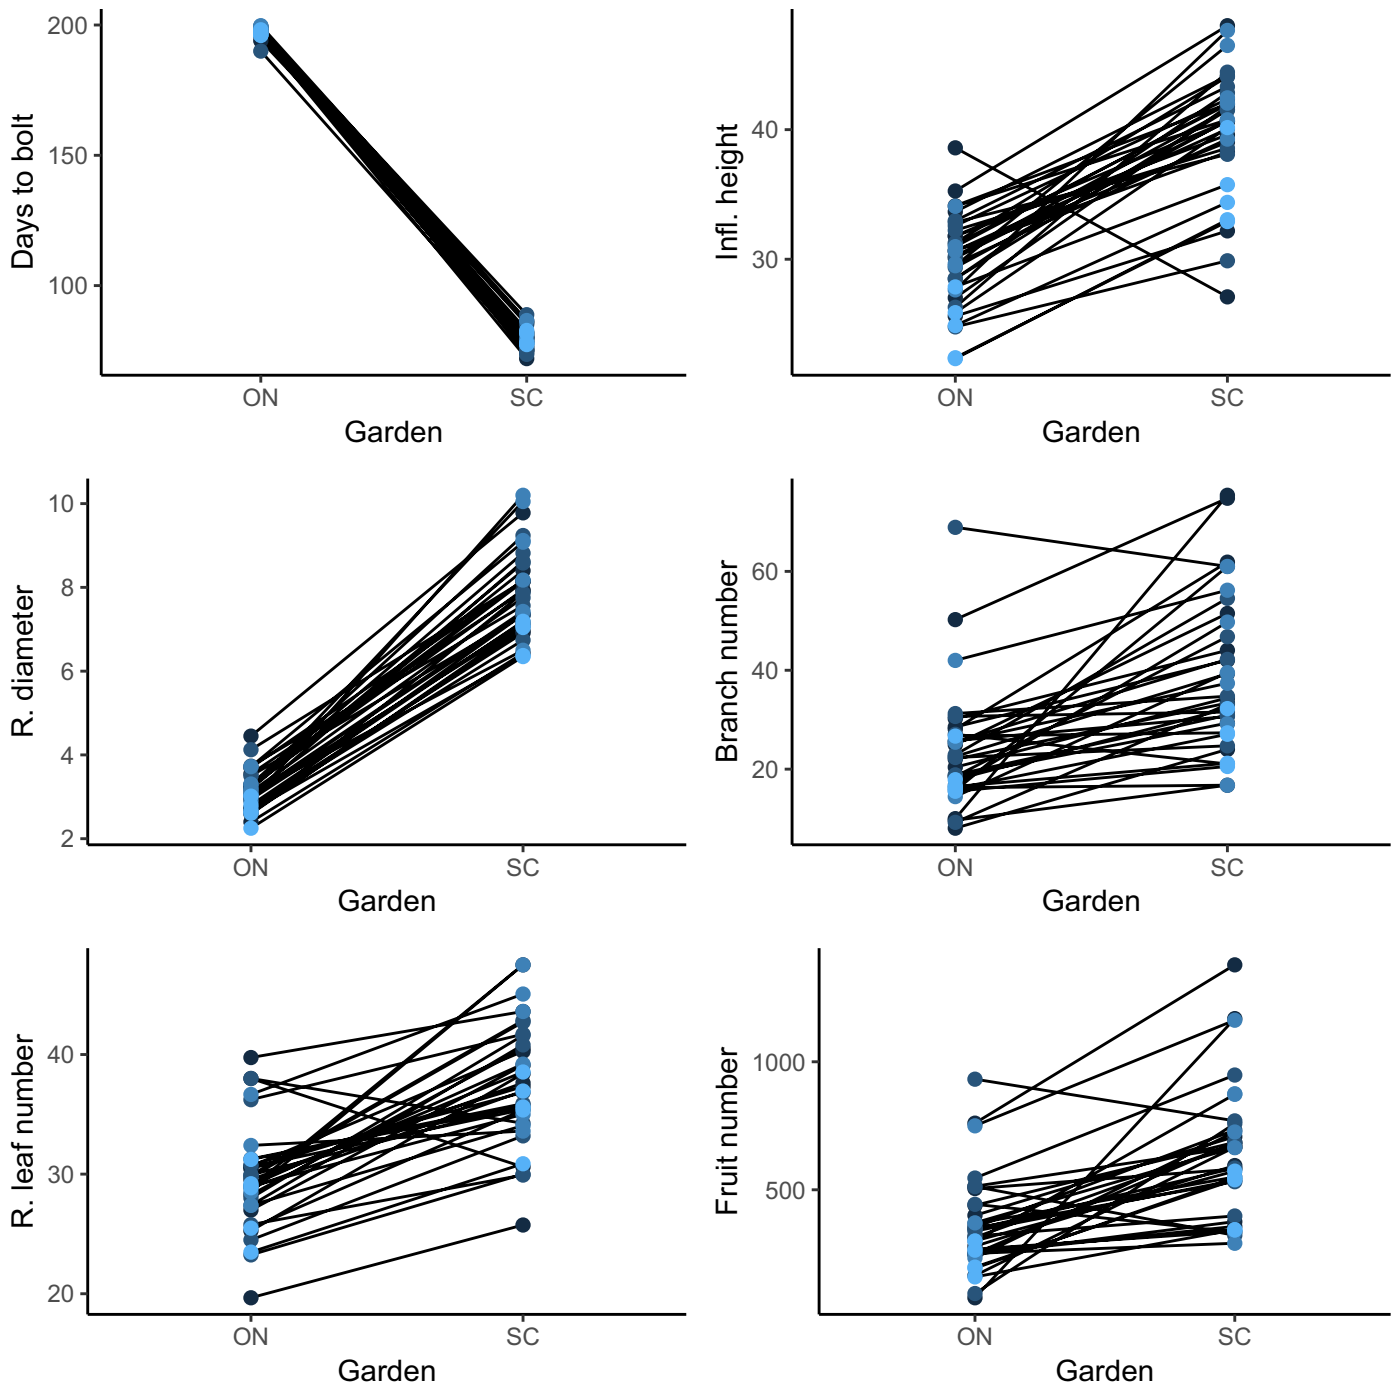 Days to bolt
200
150
100
ON SC
Garden
Infl. height
40
30
ON SC
Garden
R. diameter
10
8
6
4
2
ON SC
Garden
Branch number
60
40
20
ON SC
Garden
R. leaf number
40
30
20
ON SC
Garden
Fruit number
1000
500
ON SC
Garden